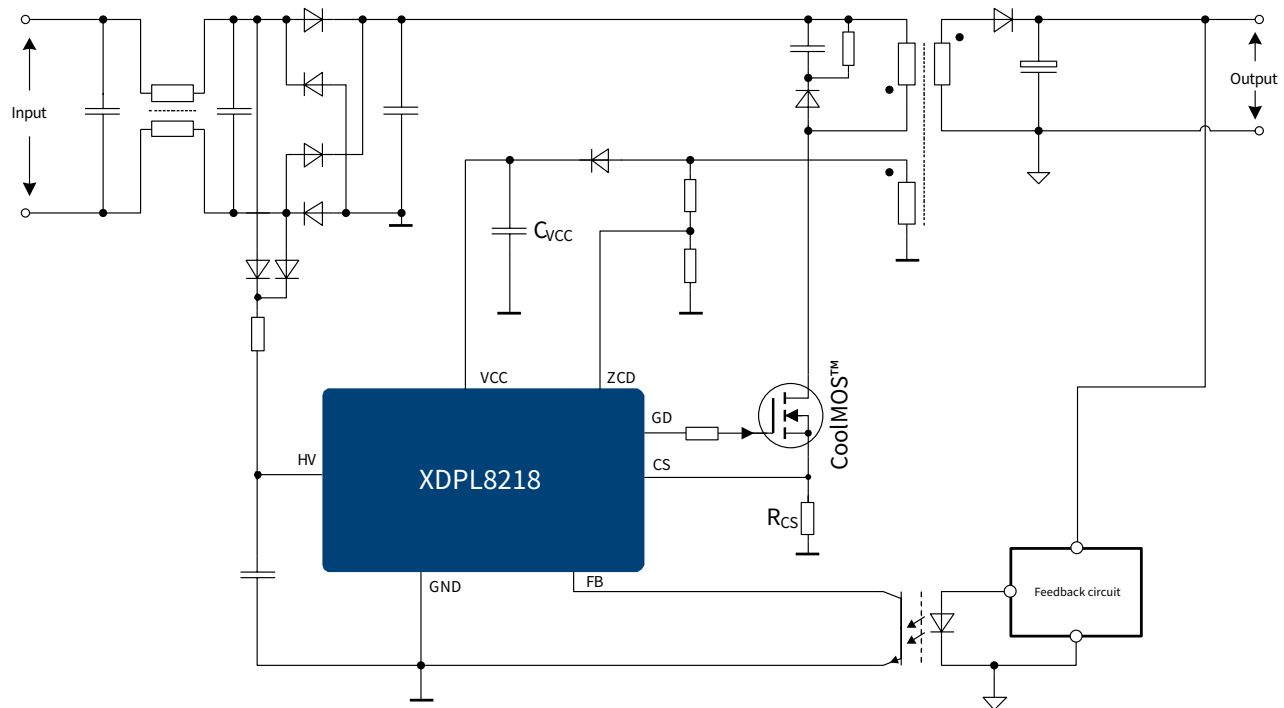 Input
Output
CVCC
VCC
ZCD
GD
CoolMOS™
HV
CS
XDPL8218
RCS
GND
FB
Feedback circuit